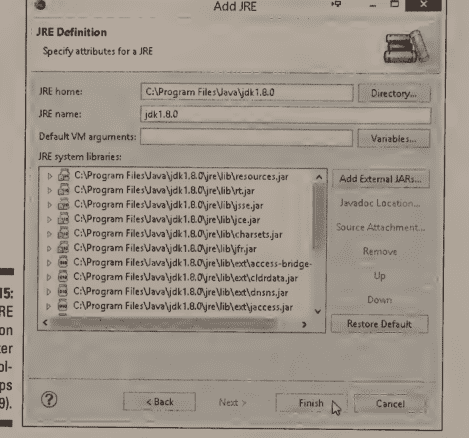 Add JRE
JRE Definition
Specify attributes for a JRE
JRE home:
C:\Program Files\Java\jdk1.8.0
Directory...
JRE name:
jdk1.8.0
Default VM arguments:
Variables...
JRE system libraries:
C:\Program Files\Java\jdk1.8.0\jre\lib\resources.jar
C:\Program Files\Java\jdk1.8.0\jre\lib\rt.jar
C:\Program Files\Java\jdk1.8.0\jre\lib\jsse.jar
C:\Program Files\Java\jdk1.8.0\jre\lib\jce.jar
C:\Program Files\Java\jdk1.8.0\jre\lib\charsets.jar
C:\Program Files\Java\jdk1.8.0\jre\lib\jfr.jar
C:\Program Files\Java\jdk1.8.0\jre\lib\ext\access-bridge-
C:\Program Files\Java\jdk1.8.0\jre\lib\ext\cldrdata.jar
C:\Program Files\Java\jdk1.8.0\jre\lib\ext\dnsns.jar
C:\Program Files\Java\jdk1.8.0\jre\lib\ext\jaccess.jar
Add External JARs...
Javadoc Location...
Source Attachment...
Remove
Up
Down
Restore Default
15:
RE
on
ter
ol-
ps
9).
?
< Back
Next >
Finish
Cancel